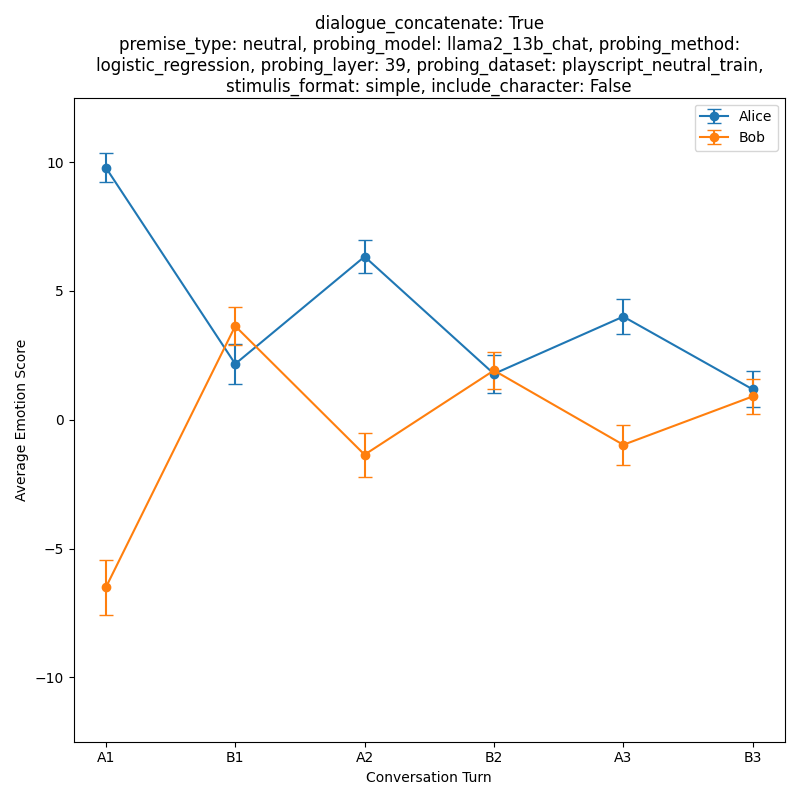 dialogue_concatenate: True
premise_type: neutral, probing_model: llama2_13b_chat, probing_method:
logistic_regression, probing_layer: 39, probing_dataset: playscript_neutral_train,
stimulis_format: simple, include_character: False
Alice
Bob
10
5
0
−5
−10
Average Emotion Score
A1
B1
A2
B2
A3
B3
Conversation Turn